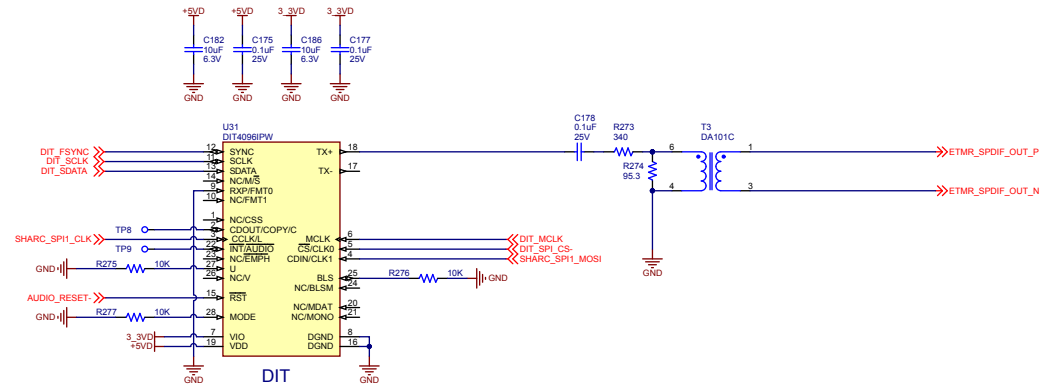 +5VD +5VD 3_3VD 3_3VD
C182 C175 C186 C177
10uF 0.1uF 10uF 0.1uF
6.3V 25V 6.3V 25V
GND GND GND GND
U31
DIT4096IPW
DIT_FSYNC 12 SYNC TX+ 18
DIT_SCLK 11 SCLK
DIT_SDATA 13 SDATA TX- 17
14 NC/M/S
9 RXP/FMT0
10 NC/FMT1
1 NC/CSS
TP8 2 CDOUT/COPY/C
SHARC_SPI1_CLK 3 CCLK/L MCLK 6 DIT_MCLK
TP9 22 INT/AUDIO CS/CLK0 5 DIT_SPI_CS-
23 NC/EMPH CDIN/CLK1 4 SHARC_SPI1_MOSI
GND R275 10K 27 U
26 NC/V BLS 25 R276 10K GND
NC/BLSM 24
AUDIO_RESET- 15 RST
NC/MDAT 20
GND R277 10K 28 MODE NC/MONO 21
3_3VD 7 VIO DGND 8
+5VD 19 VDD DGND 16
GND DIT GND
C178
0.1uF
25V
R273
340
R274
95.3
GND
T3
DA101C
6 1 ETMR_SPDIF_OUT_P
4 3 ETMR_SPDIF_OUT_N